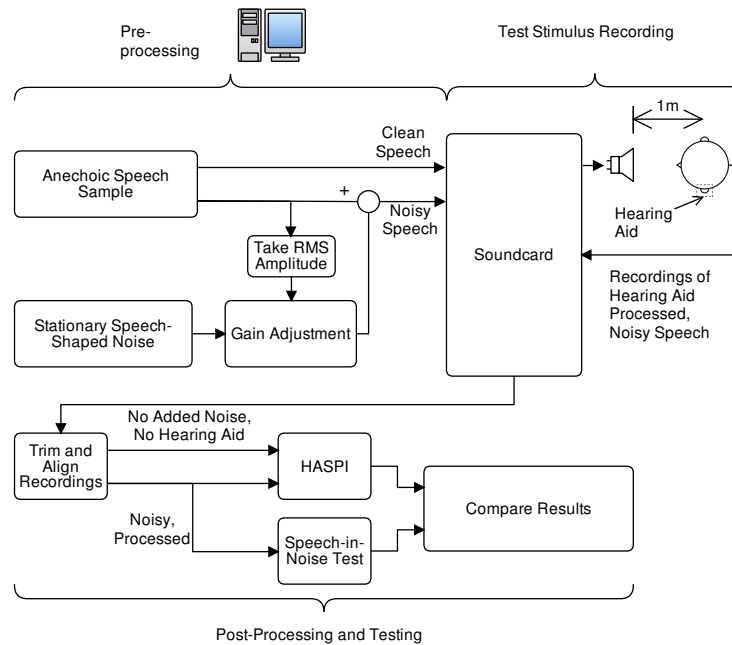 Pre-
processing
Test Stimulus Recording
1m
Clean
Speech
Anechoic Speech
Sample
+
Noisy
Speech
Hearing
Aid
Take RMS
Amplitude
Soundcard
Recordings of
Hearing Aid
Processed,
Noisy Speech
Stationary Speech-
Shaped Noise
Gain Adjustment
No Added Noise,
No Hearing Aid
Trim and
Align
Recordings
HASPI
Compare Results
Noisy,
Processed
Speech-in-
Noise Test
Post-Processing and Testing